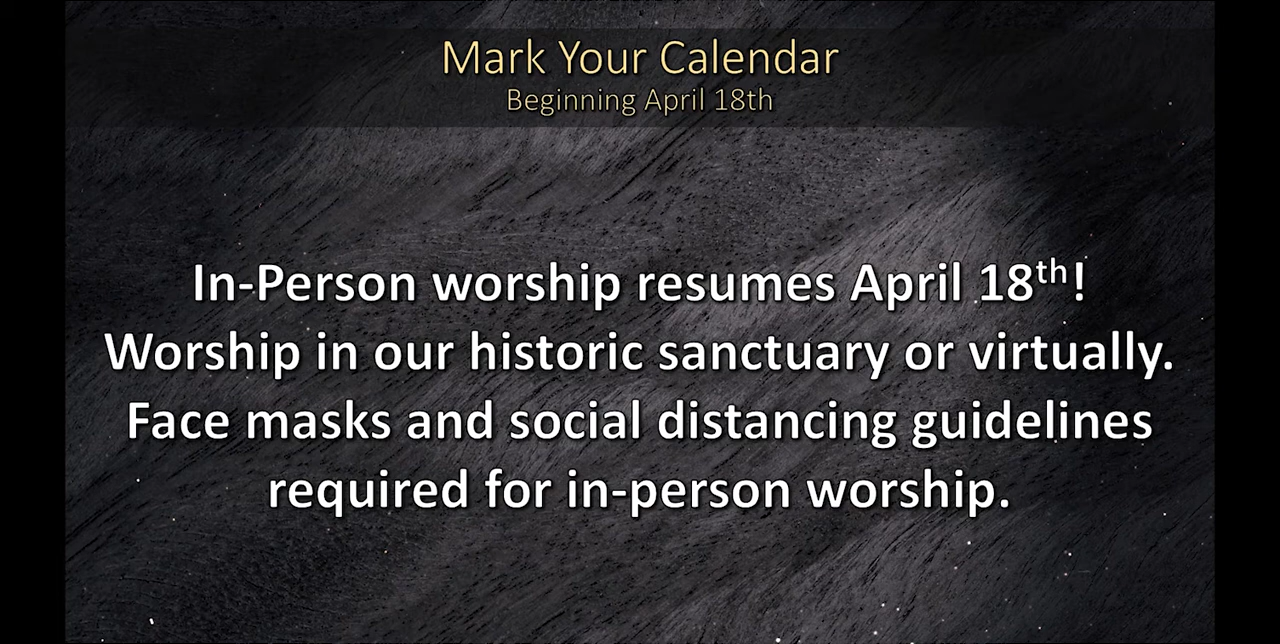 Mark Your Calendar
Beginning April 18th
In-Person worship resumes April 18th!
Worship in our historic sanctuary or virtually.
Face masks and social distancing guidelines
required for in-person worship.